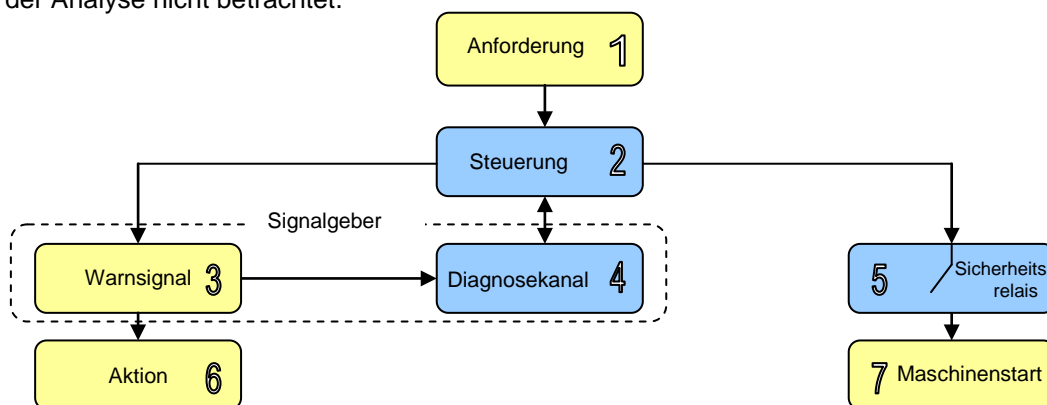 der Analyse nicht betrachtet.
Anforderung 1
Steuerung 2
Signalgeber
Warnsignal 3
Diagnosekanal 4
5 Sicherheits
relais
Aktion 6
7 Maschinenstart